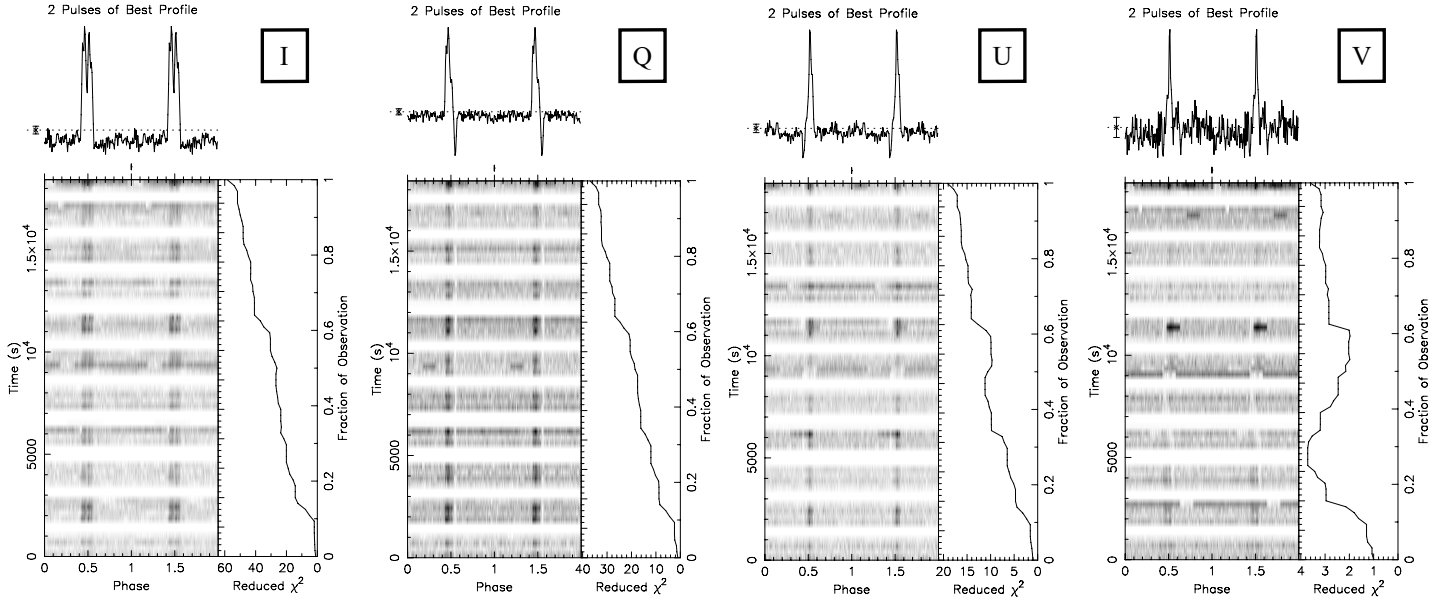 2 Pulses of Best Profile
I
Time (s)
0
5000
10⁴
1.5×10⁴
0 0.5 1 1.5
Phase
60 40 20 0
Reduced χ²
0 0.2 0.4 0.6 0.8 1
Fraction of Observation
2 Pulses of Best Profile
Q
Time (s)
0
5000
10⁴
1.5×10⁴
0 0.5 1 1.5
Phase
40 30 20 10 0
Reduced χ²
0 0.2 0.4 0.6 0.8 1
Fraction of Observation
2 Pulses of Best Profile
U
Time (s)
0
5000
10⁴
1.5×10⁴
0 0.5 1 1.5
Phase
20 15 10 5 0
Reduced χ²
0 0.2 0.4 0.6 0.8 1
Fraction of Observation
2 Pulses of Best Profile
V
Time (s)
0
5000
10⁴
1.5×10⁴
0 0.5 1 1.5
Phase
4 3 2 1 0
Reduced χ²
0 0.2 0.4 0.6 0.8 1
Fraction of Observation